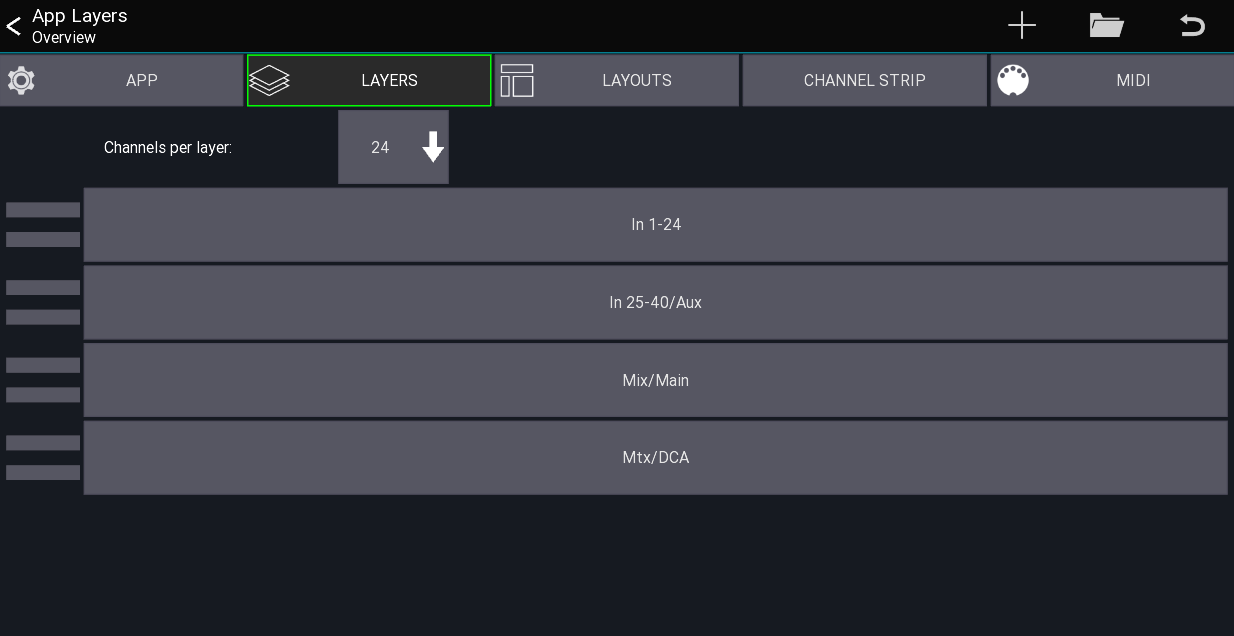 App Layers
Overview
APP
LAYERS
LAYOUTS
CHANNEL STRIP
MIDI
Channels per layer:
24
In 1-24
In 25-40/Aux
Mix/Main
Mtx/DCA